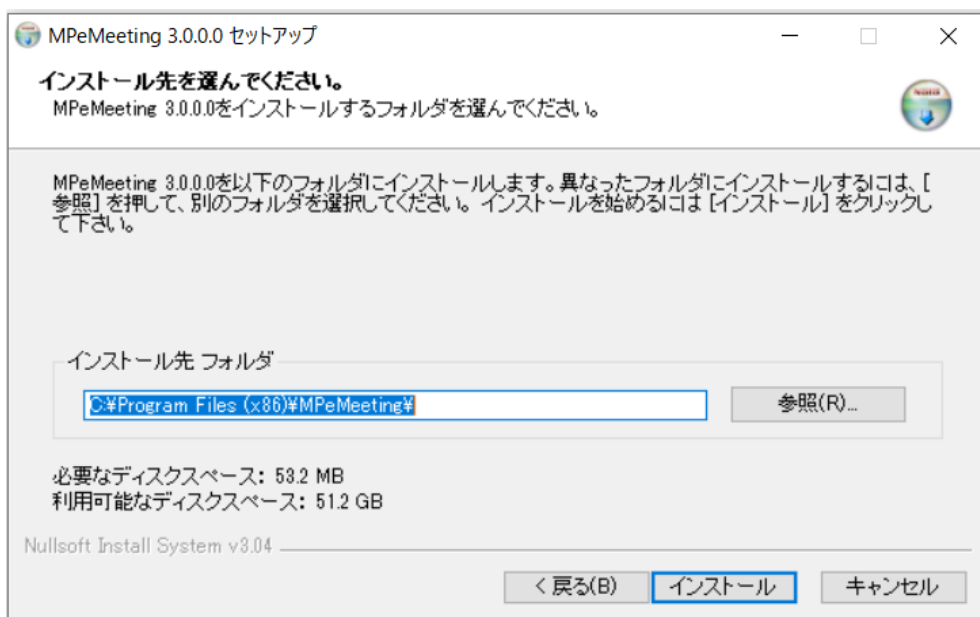 MPeMeeting 3.0.0.0 セットアップ
インストール先を選んでください。
MPeMeeting 3.0.0.0をインストールするフォルダを選んでください。
MPeMeeting 3.0.0.0を以下のフォルダにインストールします。異なったフォルダにインストールするには、[
参照] を押して、別のフォルダを選択してください。インストールを始めるには [インストール] をクリックし
て下さい。
インストール先 フォルダ
C:¥Program Files (x86)¥MPeMeeting¥
参照(R)...
必要なディスクスペース: 53.2 MB
利用可能なディスクスペース: 51.2 GB
Nullsoft Install System v3.04
< 戻る(B)
インストール
キャンセル